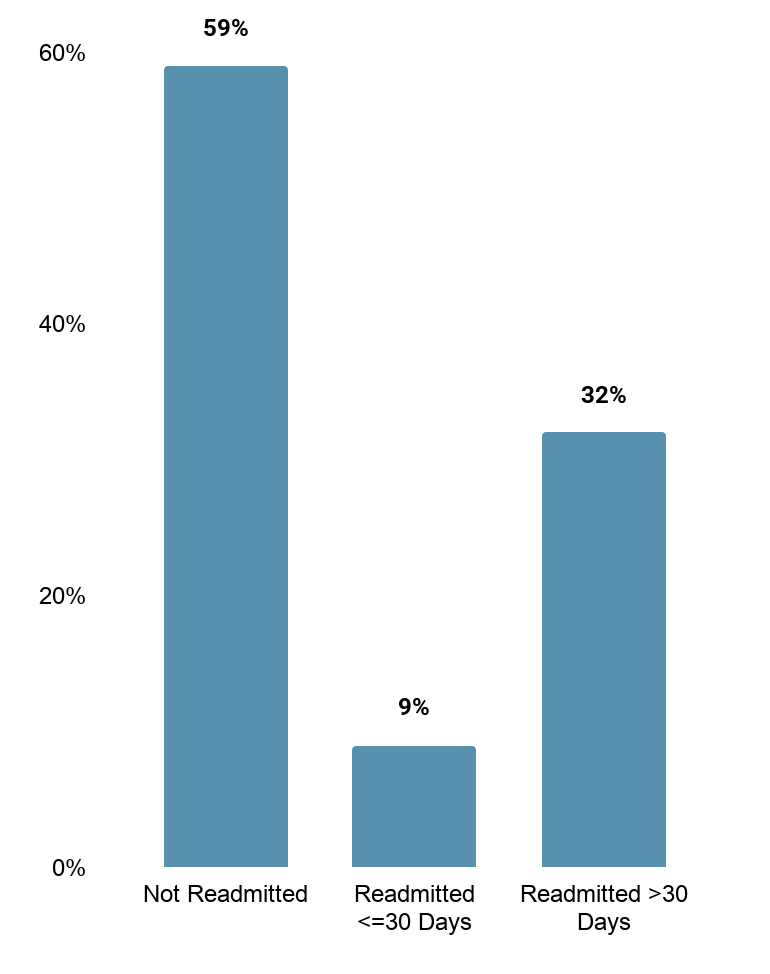 59%
60%
40%
32%
20%
9%
0%
Not Readmitted
Readmitted
<=30 Days
Readmitted >30
Days